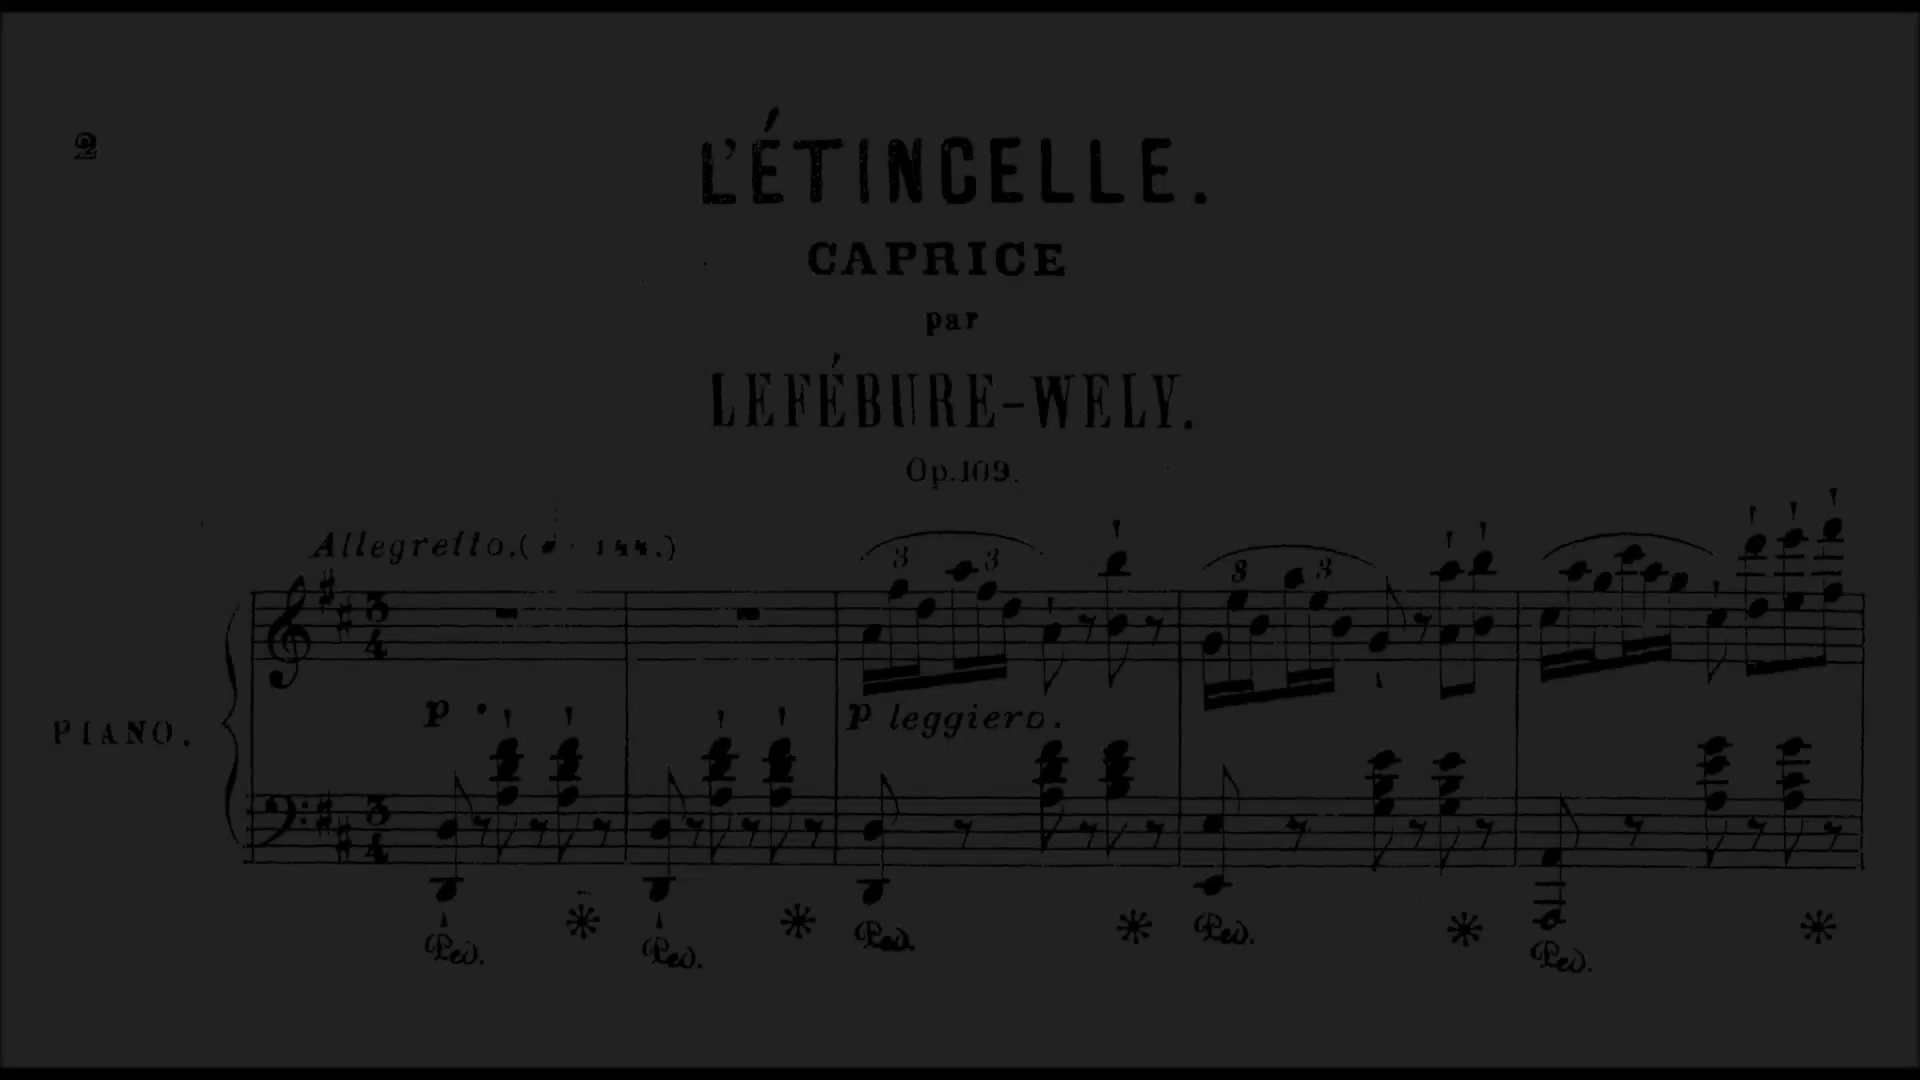 2
L'ÉTINCELLE.
CAPRICE
par
LEFÉBURE-WELY.
Op.109.
Allegretto.(♩ = 144.)
3 3
3 3
PIANO.
p
p leggiero.
Ped. * Ped. * Ped. * Ped. * Ped. *